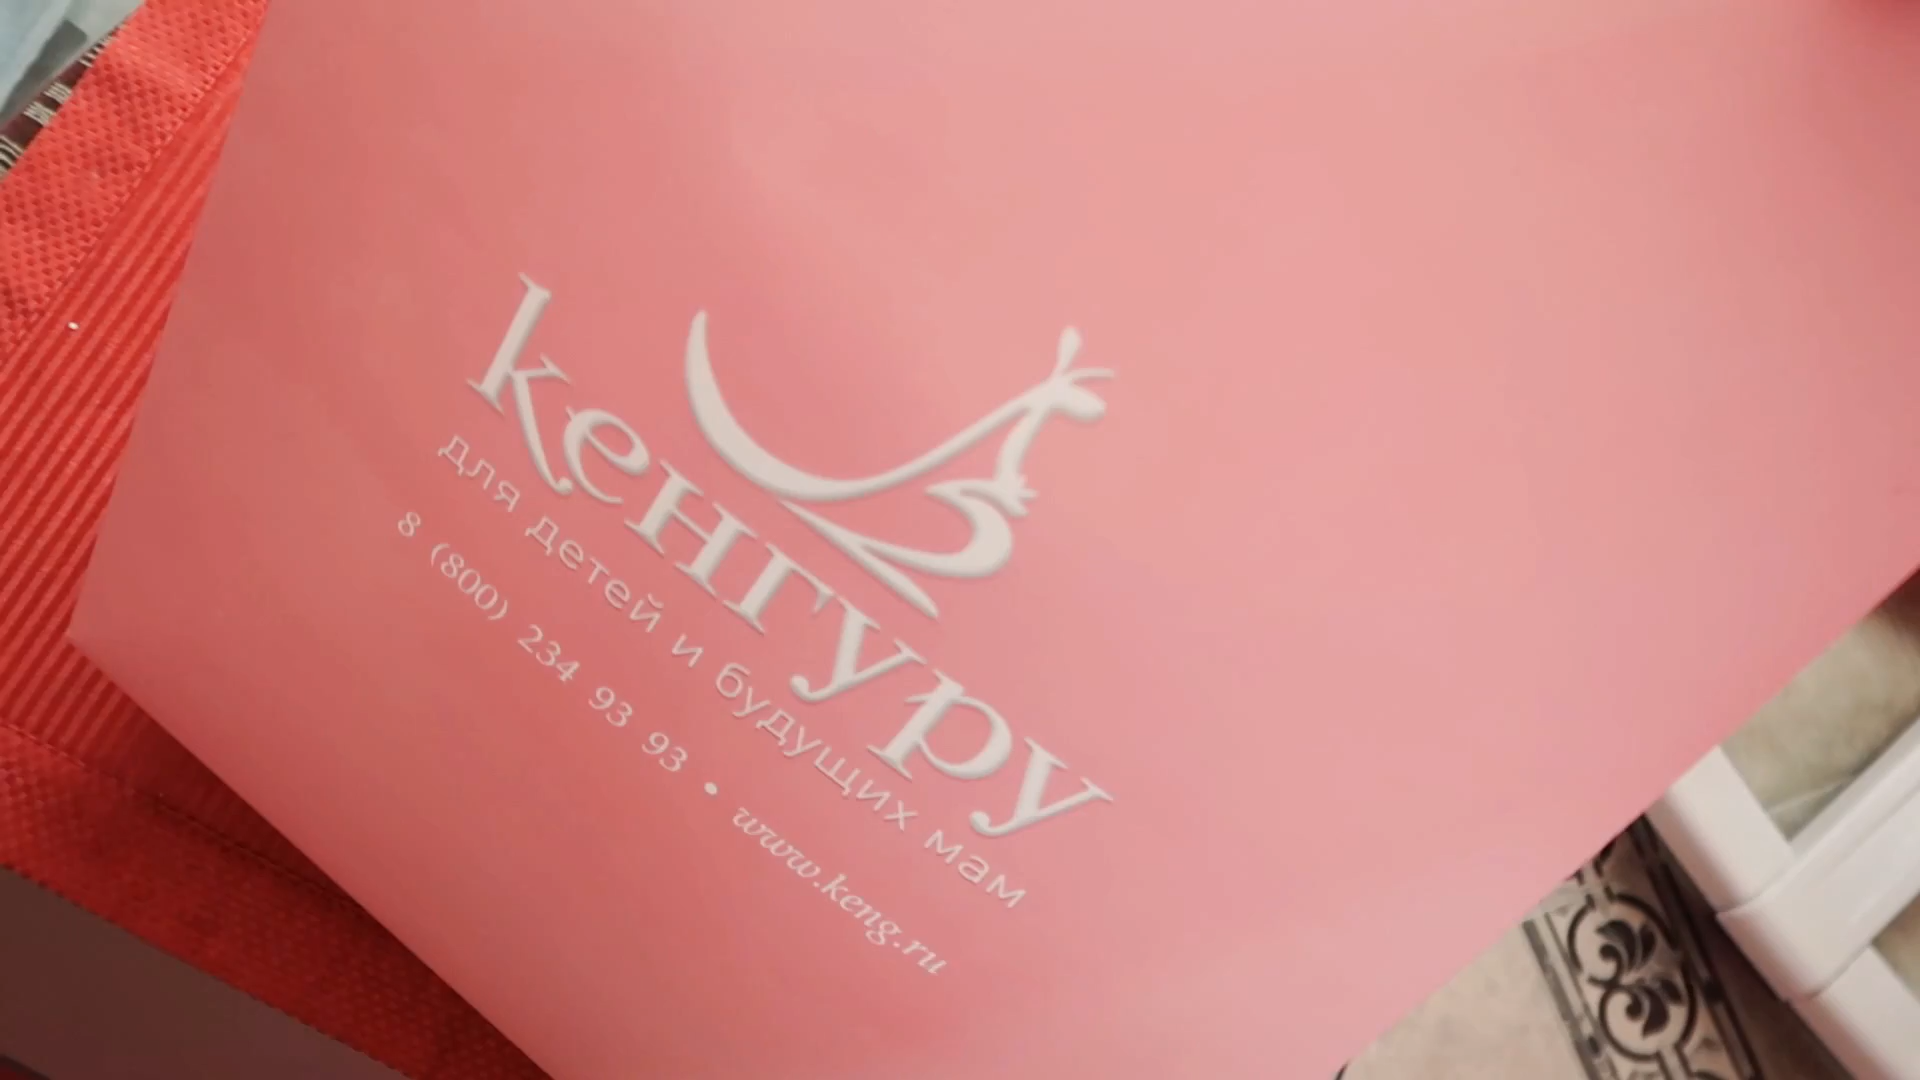 кенгуру
для детей и будущих мам
8 (800) 234 93 93 • www.keng.ru